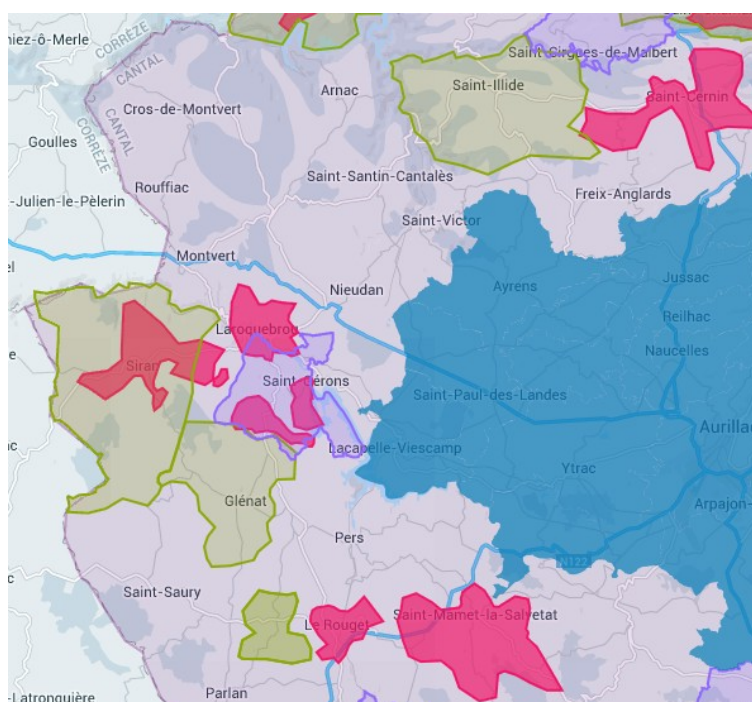 niez-ô-Merle
CORRÈZE
CANTAL
Saint-Cirgues-de-Malbert
Arnac
Saint-Illide
Saint-Cernin
Cros-de-Montvert
Goulles
CORRÈZE
CANTAL
Saint-Santin-Cantalès
Rouffiac
Freix-Anglards
-Julien-le-Pèlerin
Saint-Victor
Montvert
Jussac
Ayrens
Nieudan
Reilhac
Laroquebrou
Naucelles
Siran
Saint-Gérons
Saint-Paul-des-Landes
Aurillac
Lacapelle-Viescamp
Ytrac
Glénat
Arpajon-
Pers
N122
Saint-Saury
Saint-Mamet-la-Salvetat
Le Rouget
Parlan
-Latronquière